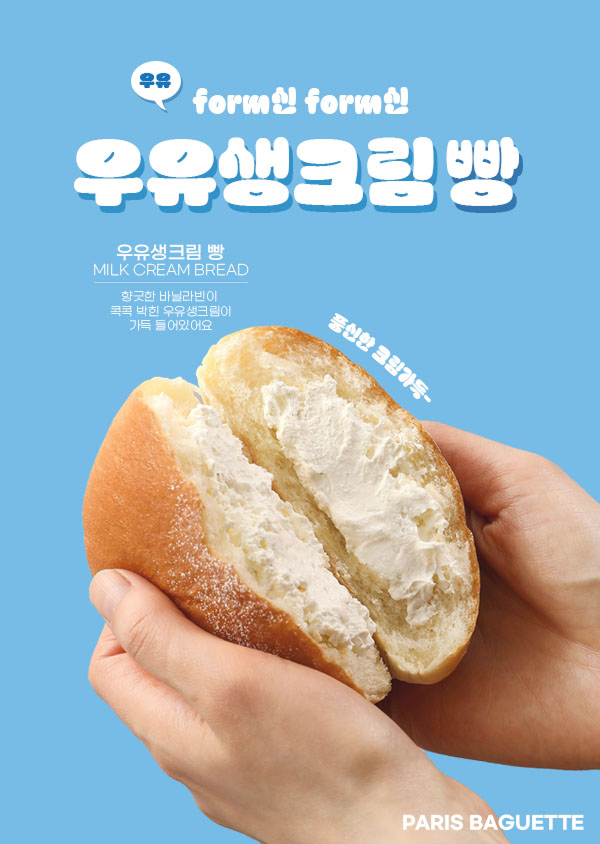 우유
form신 form신
우유생크림 빵
우유생크림 빵
MILK CREAM BREAD
향긋한 바닐라빈이
콕콕 박힌 우유생크림이
가득 들어있어요
풍신한 크림가득~
PARIS BAGUETTE